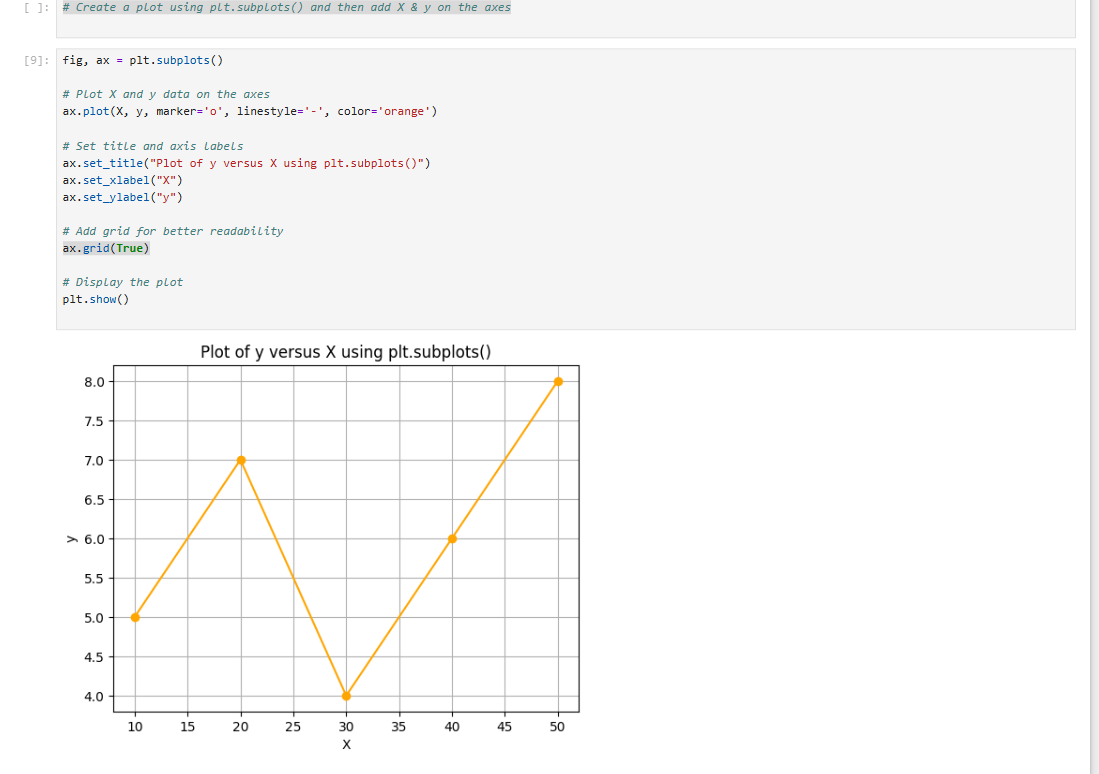 [ ]: # Create a plot using plt.subplots() and then add X & y on the axes
[9]: fig, ax = plt.subplots()
# Plot X and y data on the axes
ax.plot(X, y, marker='o', linestyle='-', color='orange')
# Set title and axis labels
ax.set_title("Plot of y versus X using plt.subplots()")
ax.set_xlabel("X")
ax.set_ylabel("y")
# Add grid for better readability
ax.grid(True)
# Display the plot
plt.show()
Plot of y versus X using plt.subplots()
8.0
7.5
7.0
6.5
y
6.0
5.5
5.0
4.5
4.0
10 15 20 25 30 35 40 45 50
X